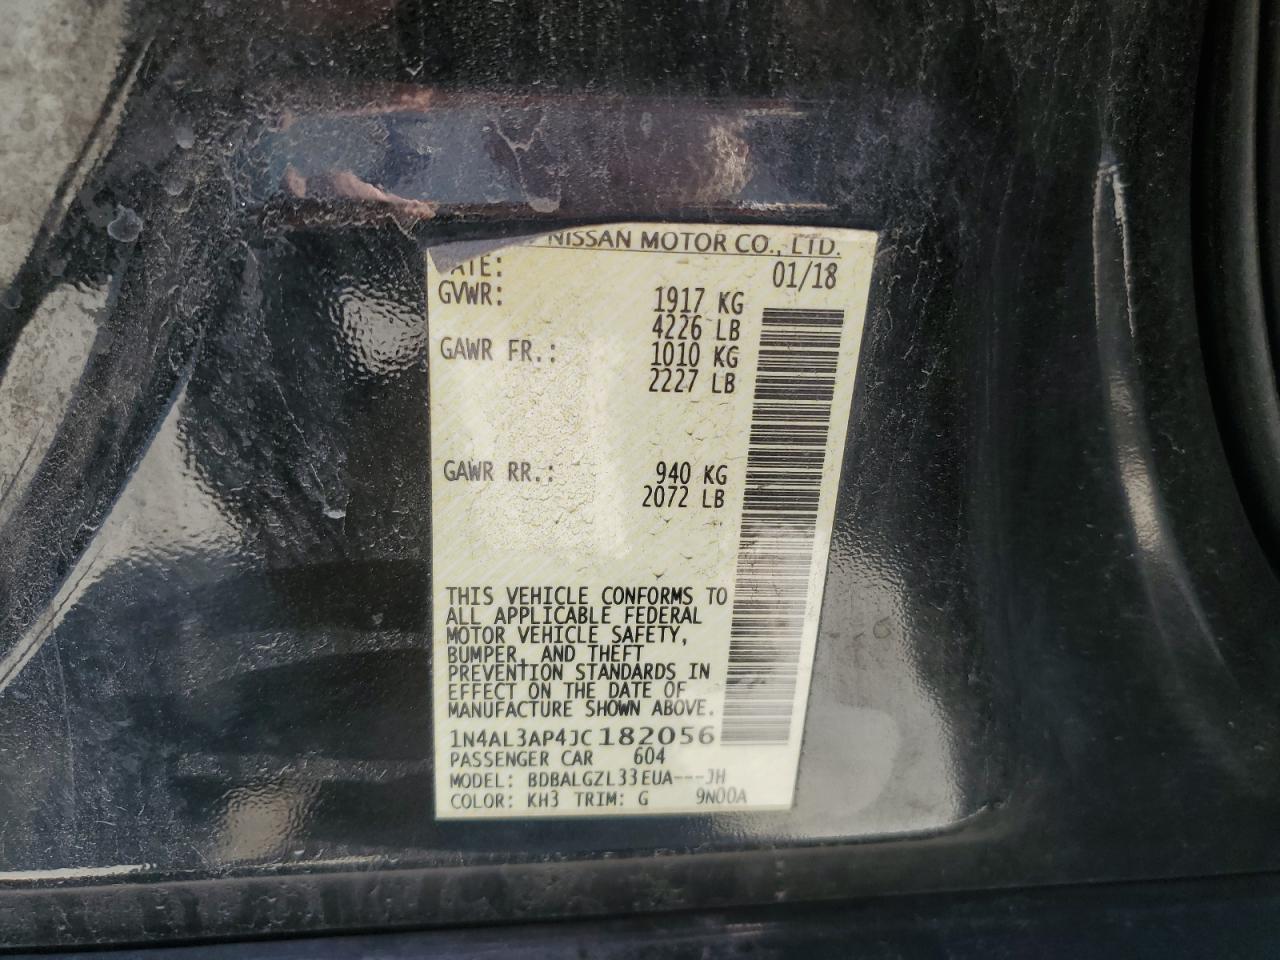 NISSAN MOTOR CO., LTD.
DATE: 01/18
GVWR: 1917 KG
4226 LB
GAWR FR.: 1010 KG
2227 LB
GAWR RR.: 940 KG
2072 LB
THIS VEHICLE CONFORMS TO
ALL APPLICABLE FEDERAL
MOTOR VEHICLE SAFETY,
BUMPER, AND THEFT
PREVENTION STANDARDS IN
EFFECT ON THE DATE OF
MANUFACTURE SHOWN ABOVE.
1N4AL3AP4JC182056
PASSENGER CAR 604
MODEL: BDBALGZL33EUA---JH
COLOR: KH3 TRIM: G 9N00A